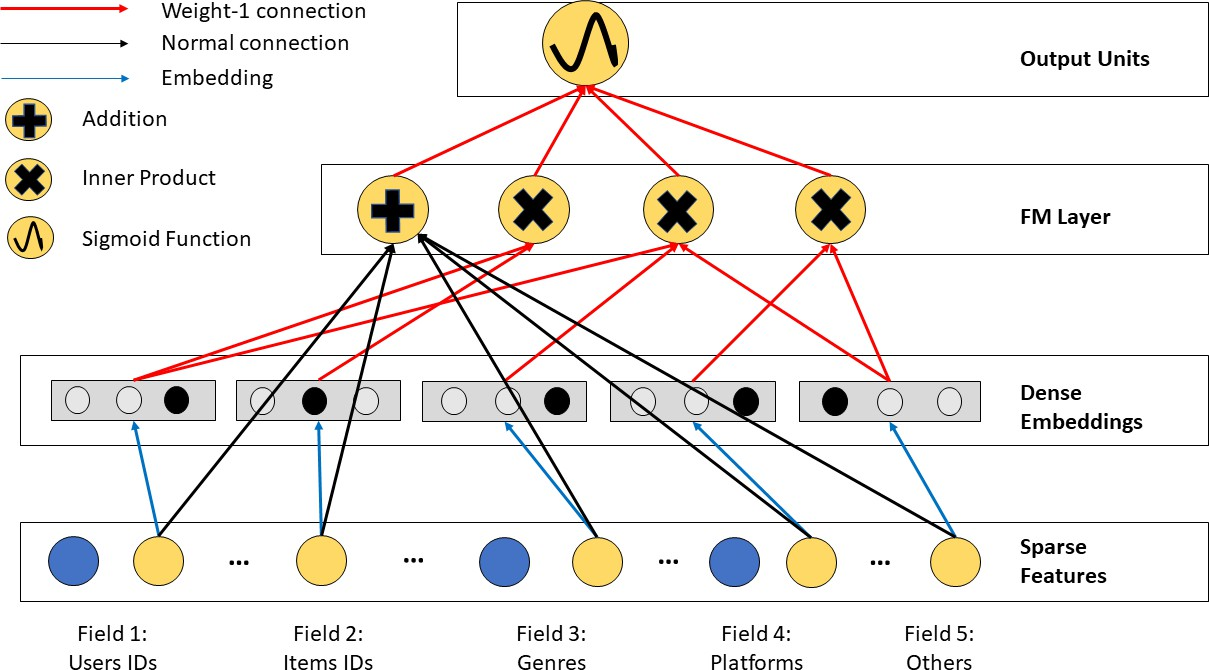 Weight-1 connection
Normal connection
Embedding
Addition
Inner Product
Sigmoid Function
Output Units
FM Layer
Dense
Embeddings
... ... ... ...
Sparse
Features
Field 1:
Users IDs
Field 2:
Items IDs
Field 3:
Genres
Field 4:
Platforms
Field 5:
Others